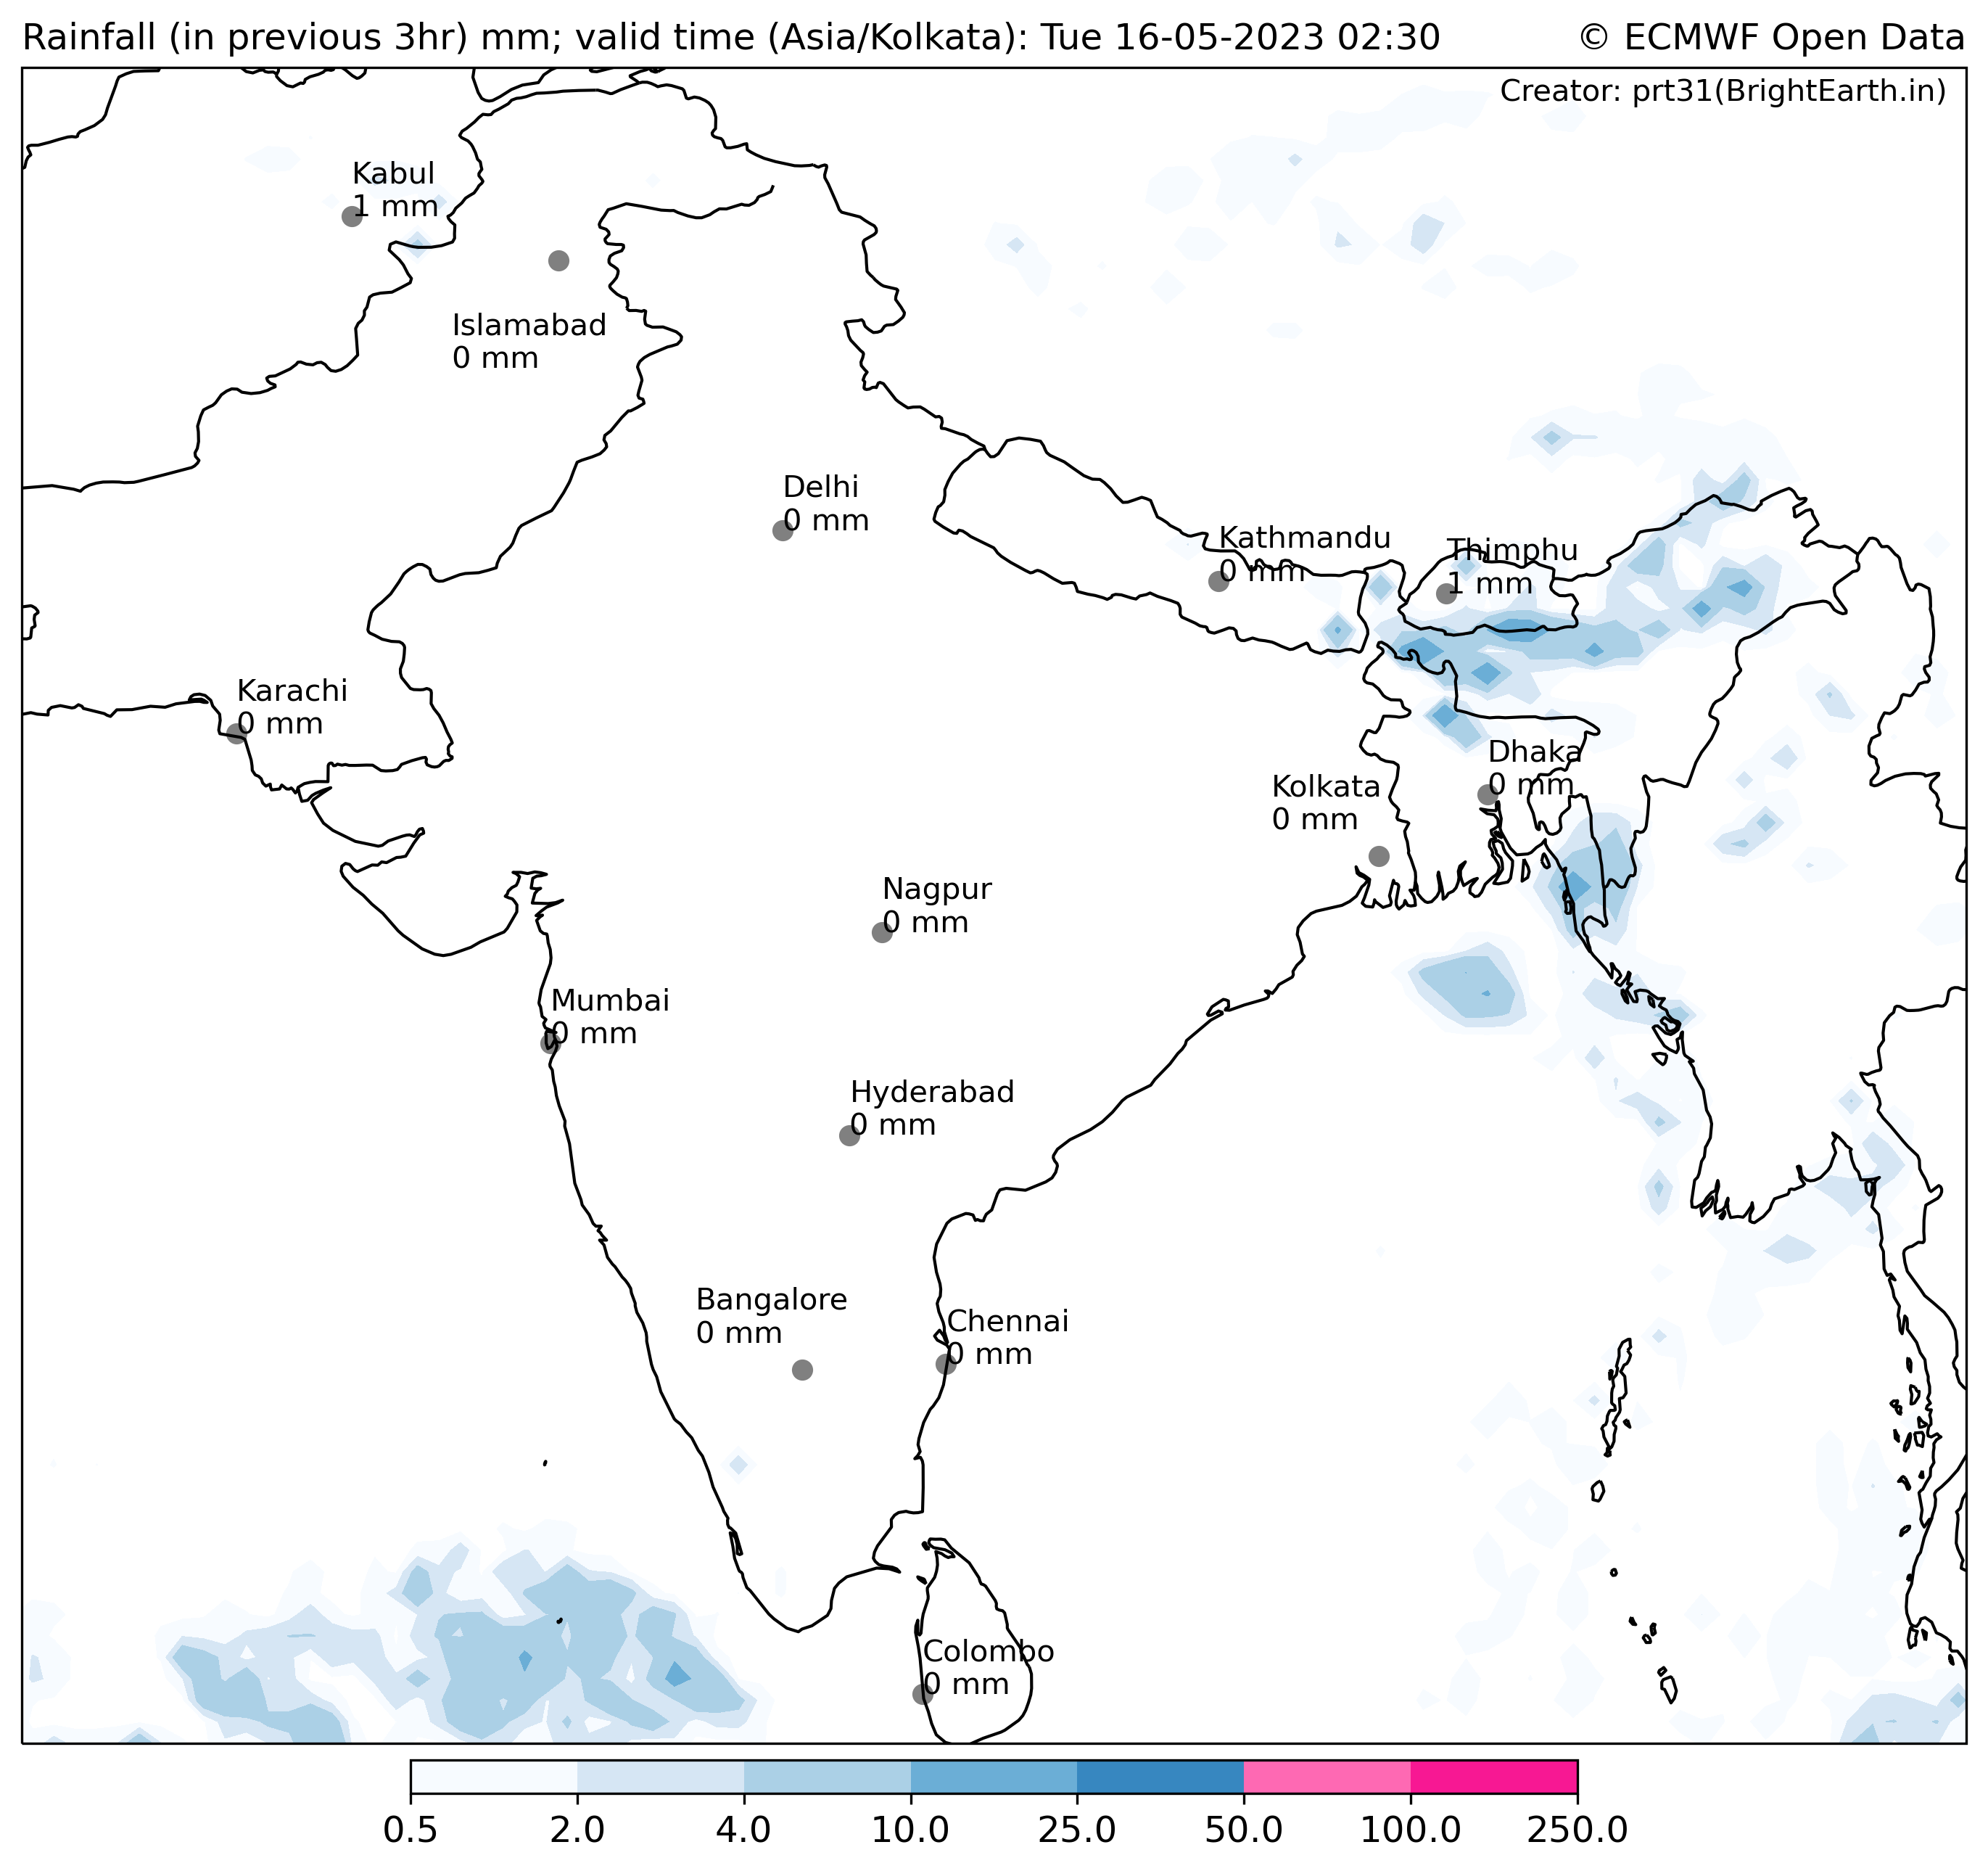 Rainfall (in previous 3hr) mm; valid time (Asia/Kolkata): Tue 16-05-2023 02:30
© ECMWF Open Data
Creator: prt31(BrightEarth.in)
Kabul
1 mm
Islamabad
0 mm
Delhi
0 mm
Kathmandu
0 mm
Thimphu
1 mm
Karachi
0 mm
Dhaka
0 mm
Kolkata
0 mm
Nagpur
0 mm
Mumbai
0 mm
Hyderabad
0 mm
Bangalore
0 mm
Chennai
0 mm
Colombo
0 mm
0.5 2.0 4.0 10.0 25.0 50.0 100.0 250.0